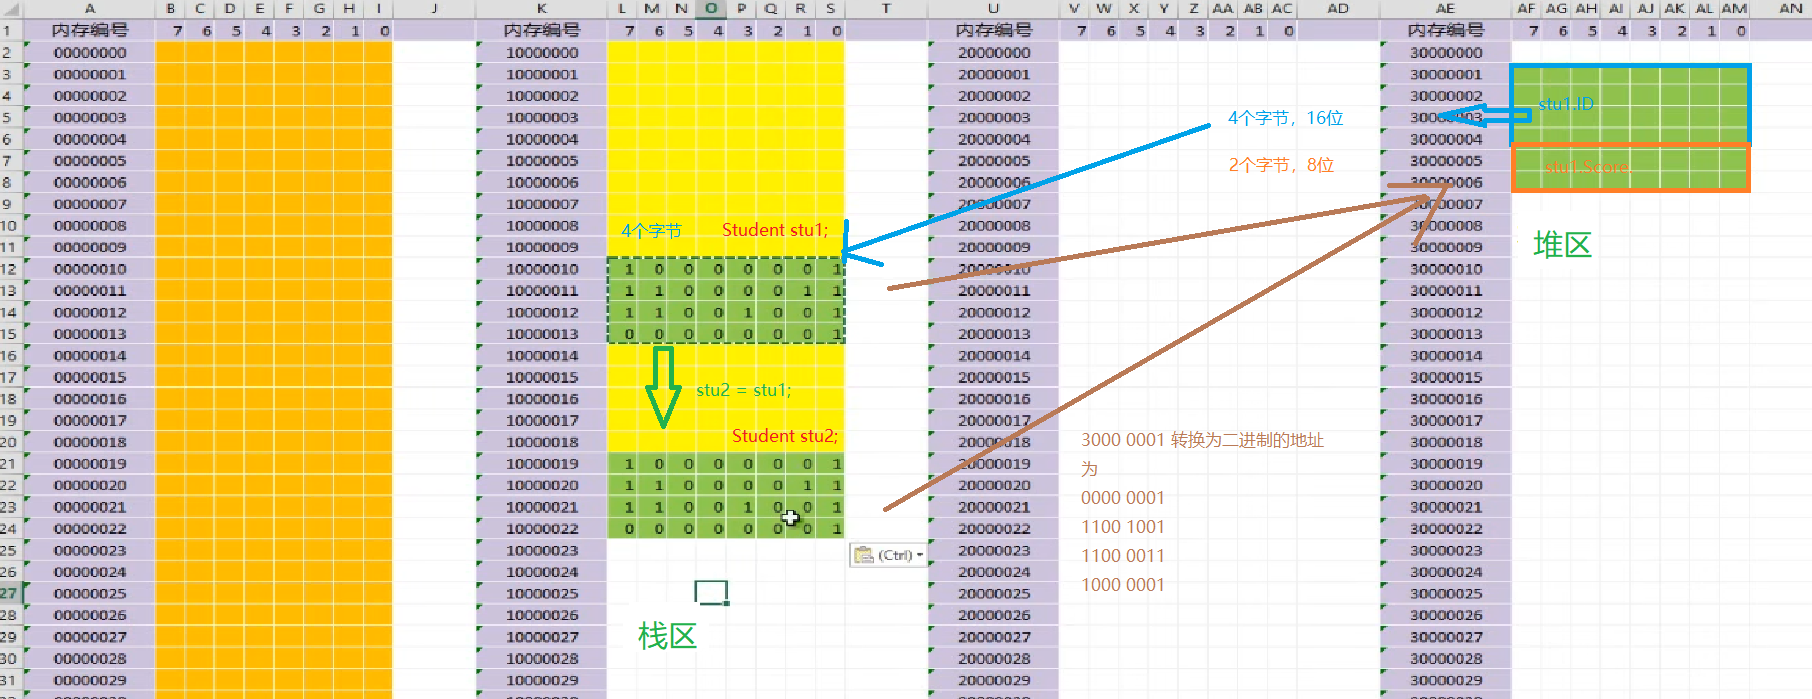 A B C D E F G H I J K L M N O P Q R S T U V W X Y Z AA AB AC AD AE AF AG AH AI AJ AK AL AM AN
1 内存编号 7 6 5 4 3 2 1 0 内存编号 7 6 5 4 3 2 1 0 内存编号 7 6 5 4 3 2 1 0 内存编号 7 6 5 4 3 2 1 0
2 00000000 10000000 20000000 30000000
3 00000001 10000001 20000001 30000001
4 00000002 10000002 20000002 30000002 stu1.ID
5 00000003 10000003 20000003 4个字节，16位 30000003
6 00000004 10000004 20000004 30000004
7 00000005 10000005 20000005 2个字节，8位 30000005 stu1.Score
8 00000006 10000006 20000006 30000006
9 00000007 10000007 20000007 30000007
10 00000008 10000008 4个字节 Student stu1; 20000008 30000008
11 00000009 10000009 20000009 30000009 堆区
12 00000010 10000010 1 0 0 0 0 0 0 1 20000010 30000010
13 00000011 10000011 1 1 0 0 0 0 1 1 20000011 30000011
14 00000012 10000012 1 1 0 0 1 0 0 1 20000012 30000012
15 00000013 10000013 0 0 0 0 0 0 0 1 20000013 30000013
16 00000014 10000014 20000014 30000014
17 00000015 10000015 stu2 = stu1; 20000015 30000015
18 00000016 10000016 20000016 30000016
19 00000017 10000017 20000017 30000017
20 00000018 10000018 Student stu2; 20000018 3000 0001 转换为二进制的地址 30000018
21 00000019 10000019 1 0 0 0 0 0 0 1 20000019 为 30000019
22 00000020 10000020 1 1 0 0 0 0 1 1 20000020 0000 0001 30000020
23 00000021 10000021 1 1 0 0 1 0 0 1 20000021 1100 1001 30000021
24 00000022 10000022 0 0 0 0 0 0 0 1 20000022 30000022
25 00000023 10000023 (Ctrl) 20000023 1100 0011 30000023
26 00000024 10000024 20000024 1000 0001 30000024
27 00000025 10000025 20000025 30000025
28 00000026 10000026 20000026 30000026
29 00000027 10000027 栈区 20000027 30000027
30 00000028 10000028 20000028 30000028
31 00000029 10000029 20000029 30000029